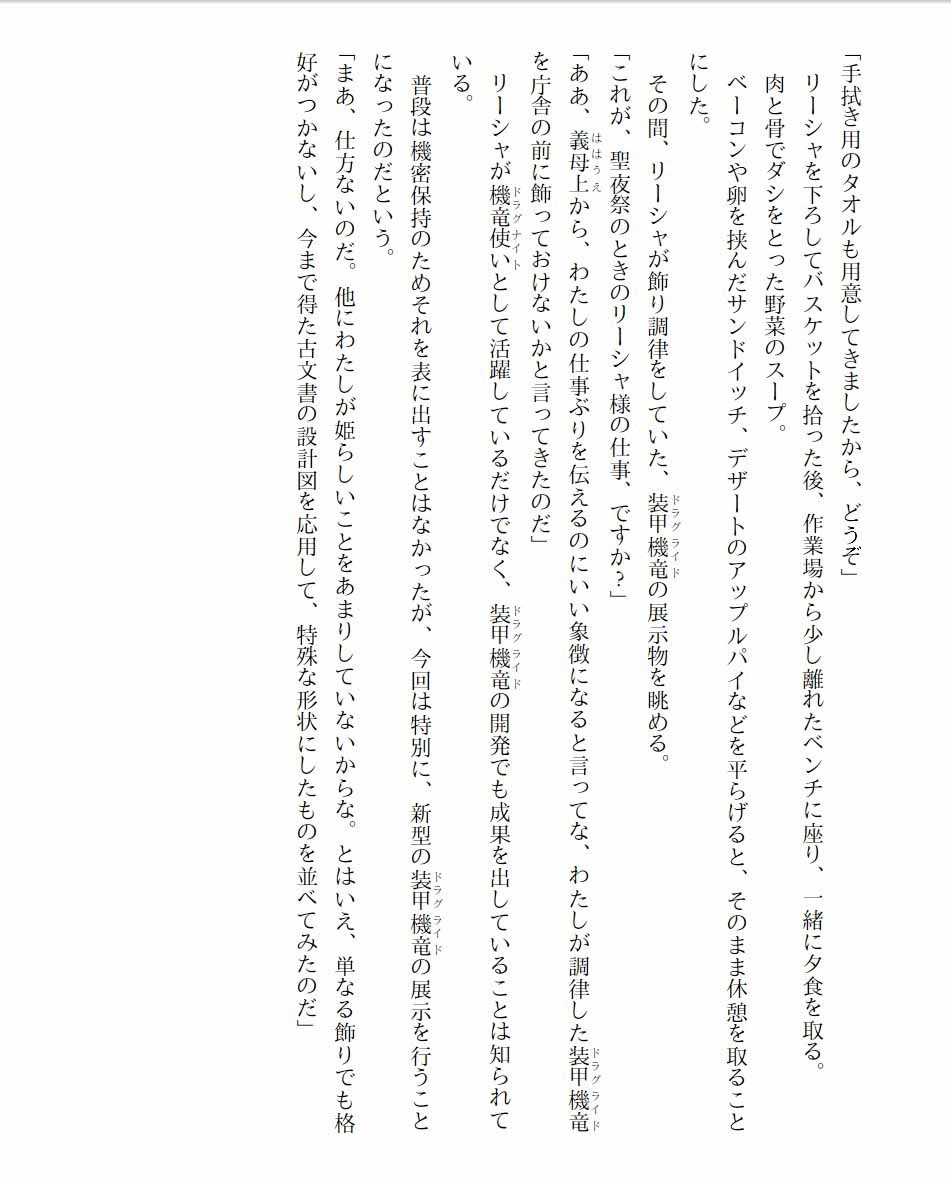 「手拭き用のタオルも用意してきましたから、どうぞ」
リーシャを下ろしてバスケットを拾った後、作業場から少し離れたベンチに座り、一緒に夕食を取る。
肉と骨でダシをとった野菜のスープ。
ベーコンや卵を挟んだサンドイッチ、デザートのアップルパイなどを平らげると、そのまま休憩を取ること
にした。
その間、リーシャが飾り調律をしていた、装甲機竜ドラグライドの展示物を眺める。
「これが、聖夜祭のときのリーシャ様の仕事、ですか?」
「ああ、義母上ははうえから、わたしの仕事ぶりを伝えるのにいい象徴になると言ってな、わたしが調律した装甲機竜ドラグライド
を庁舎の前に飾っておけないかと言ってきたのだ」
リーシャが機竜使いドラグナイトとして活躍しているだけでなく、装甲機竜ドラグライドの開発でも成果を出していることは知られて
いる。
普段は機密保持のためそれを表に出すことはなかったが、今回は特別に、新型の装甲機竜ドラグライドの展示を行うこと
になったのだという。
「まあ、仕方ないのだ。他にわたしが姫らしいことをあまりしていないからな。とはいえ、単なる飾りでも格
好がつかないし、今まで得た古文書の設計図を応用して、特殊な形状にしたものを並べてみたのだ」